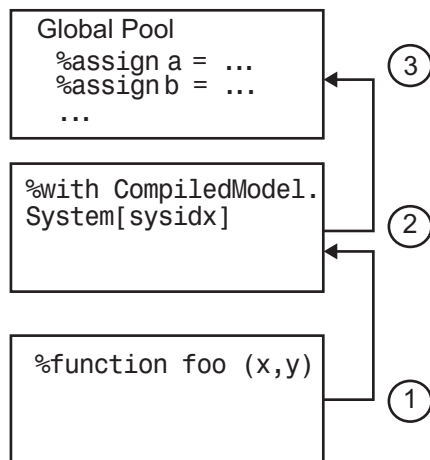 Global Pool
%assign a = ...
%assign b = ...
...
3
%with CompiledModel.
System[sysidx]
2
%function foo (x,y)
1